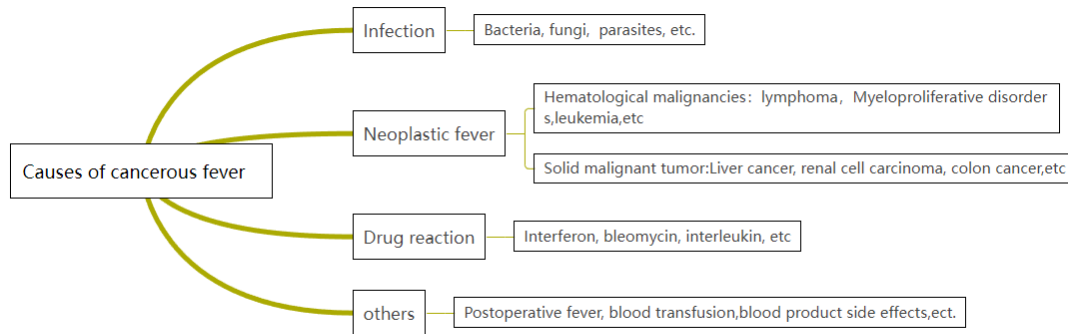 Causes of cancerous fever
Infection
Bacteria, fungi, parasites, etc.
Neoplastic fever
Hematological malignancies: lymphoma, Myeloproliferative disorder
s,leukemia,etc
Solid malignant tumor:Liver cancer, renal cell carcinoma, colon cancer,etc
Drug reaction
Interferon, bleomycin, interleukin, etc
others
Postoperative fever, blood transfusion,blood product side effects,ect.